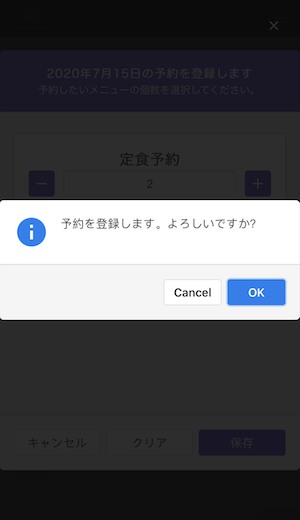 2020年7月15日の予約を登録します
予約したいメニューの個数を選択してください。
定食予約
2
予約を登録します。よろしいですか?
Cancel
OK
キャンセル
クリア
保存